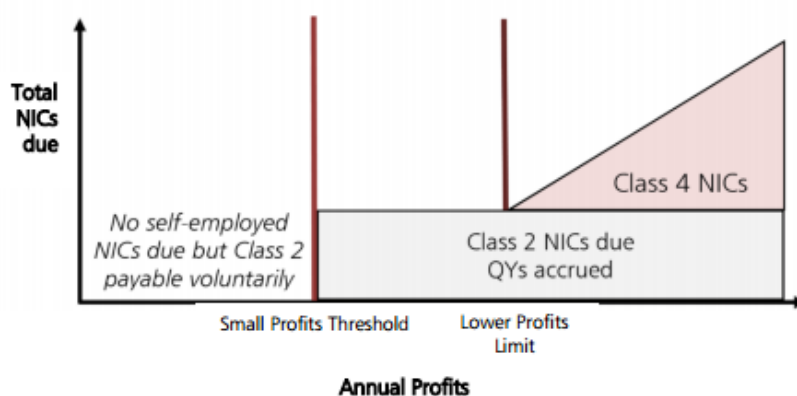 Total
NICs
due
No self-employed
NICs due but Class 2
payable voluntarily
Class 2 NICs due
QYs accrued
Class 4 NICs
Small Profits Threshold
Lower Profits
Limit
Annual Profits